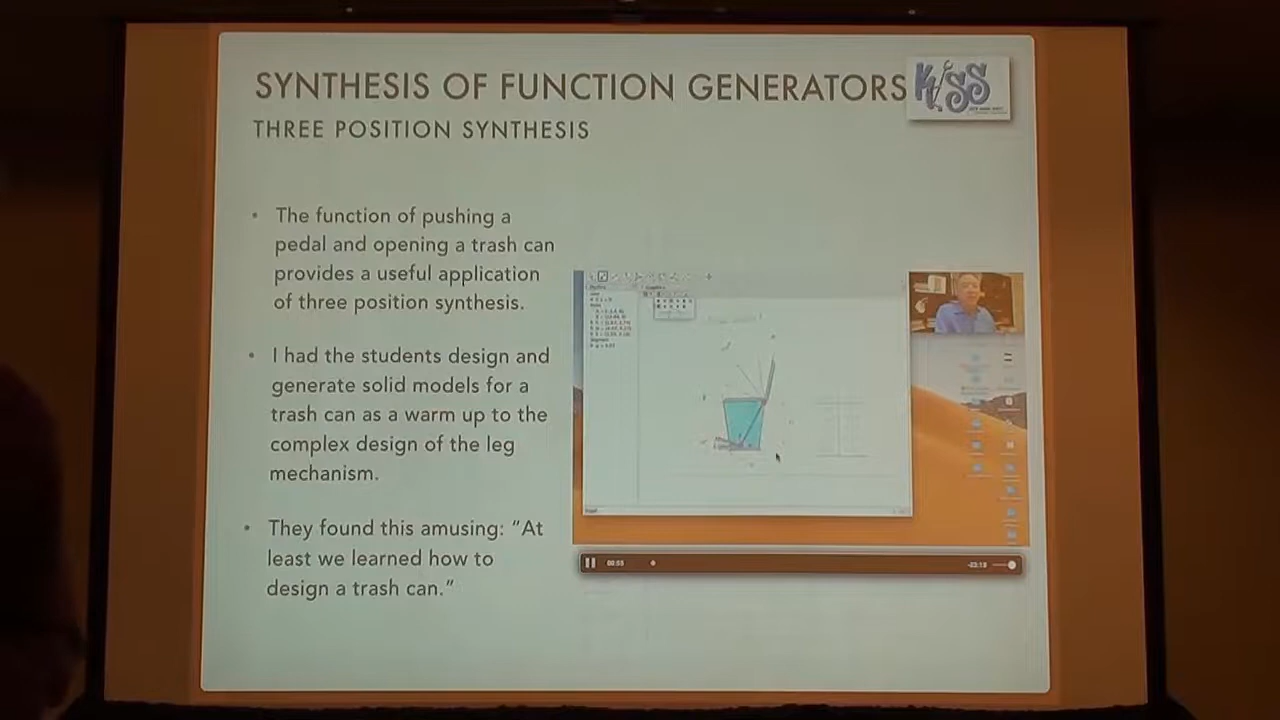 SYNTHESIS OF FUNCTION GENERATORS
KISS
THREE POSITION SYNTHESIS
• The function of pushing a
pedal and opening a trash can
provides a useful application
of three position synthesis.
• I had the students design and
generate solid models for a
trash can as a warm up to the
complex design of the leg
mechanism.
• They found this amusing: “At
least we learned how to
design a trash can.”